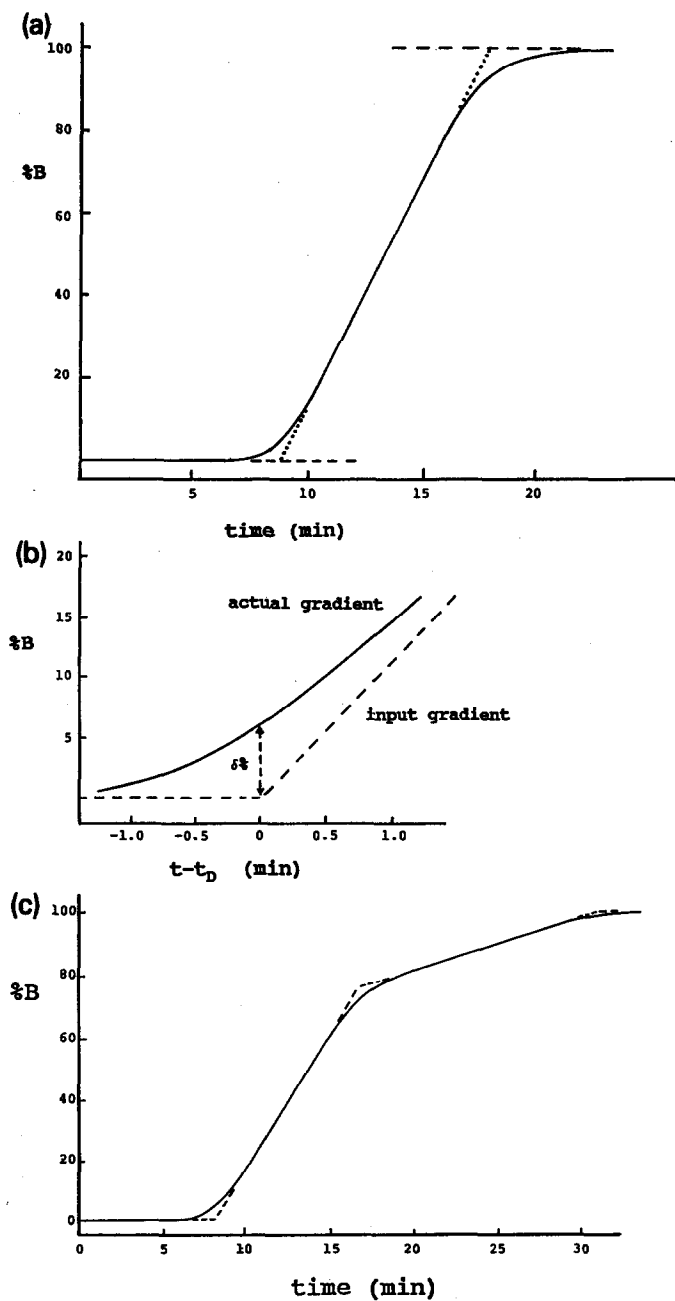 (a)
100
80
%B
60
40
20
5 10 15 20
time (min)
(b)
20
actual gradient
15
%B
10
input gradient
5
δ%
-1.0 -0.5 0 0.5 1.0
t-tD (min)
(c)
100
80
%B
60
40
20
0
0 5 10 15 20 25 30
time (min)